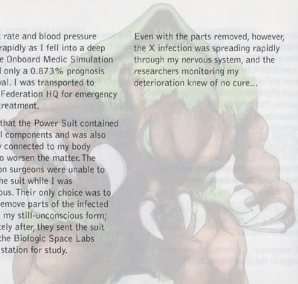 rate and blood pressure
rapidly as I fell into a deep
e Onboard Medic Simulation
d only a 0.873% prognosis
val. I was transported to
Federation HQ for emergency
treatment.
that the Power Suit contained
l components and was also
y connected to my body
o worsen the matter. The
on surgeons were unable to
he suit while I was
ous. Their only choice was to
emove parts of the infected
my still-unconscious form;
tely after, they sent the suit
the Biologic Space Labs
station for study.
Even with the parts removed, however,
the X infection was spreading rapidly
through my nervous system, and the
researchers monitoring my
deterioration knew of no cure...